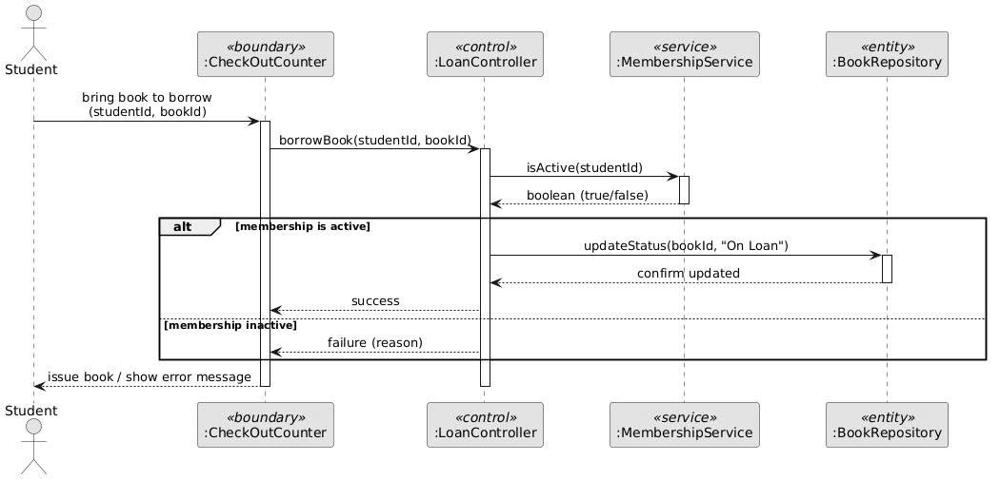 Student
«boundary»
:CheckOutCounter
«control»
:LoanController
«service»
:MembershipService
«entity»
:BookRepository
bring book to borrow
(studentId, bookId)
borrowBook(studentId, bookId)
isActive(studentId)
boolean (true/false)
alt
[membership is active]
updateStatus(bookId, "On Loan")
confirm updated
success
[membership inactive]
failure (reason)
issue book / show error message
Student
«boundary»
:CheckOutCounter
«control»
:LoanController
«service»
:MembershipService
«entity»
:BookRepository